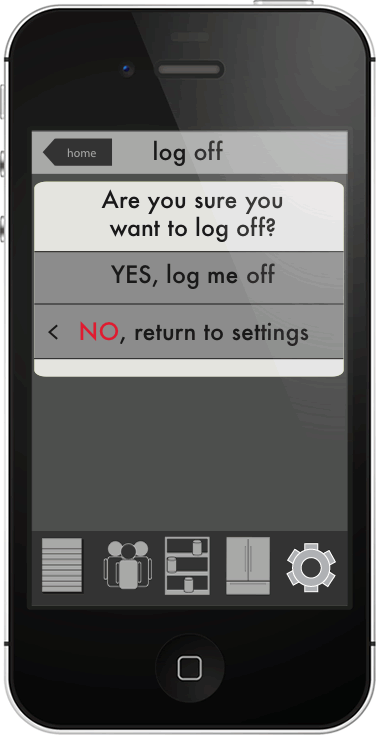 home
log off
Are you sure you
want to log off?
YES, log me off
< NO, return to settings